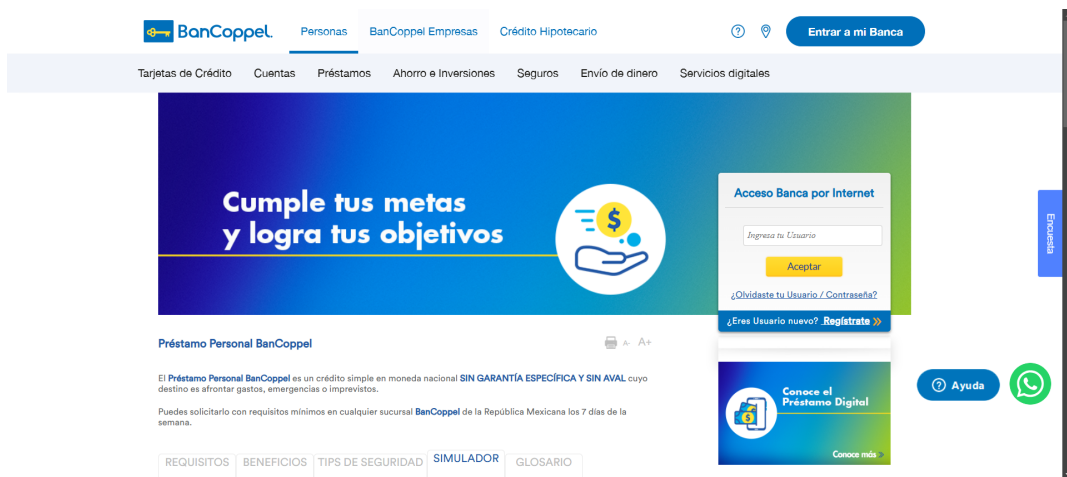 BanCoppel.
Personas
BanCoppel Empresas
Crédito Hipotecario
Entrar a mi Banca
Tarjetas de Crédito
Cuentas
Préstamos
Ahorro e Inversiones
Seguros
Envío de dinero
Servicios digitales
Cumple tus metas
y logra tus objetivos
$
Acceso Banca por Internet
Ingresa tu Usuario
Aceptar
¿Olvidaste tu Usuario / Contraseña?
¿Eres Usuario nuevo? Regístrate »
Encuesta
Préstamo Personal BanCoppel
A- A+
El Préstamo Personal BanCoppel es un crédito simple en moneda nacional SIN GARANTÍA ESPECÍFICA Y SIN AVAL cuyo
destino es afrontar gastos, emergencias o imprevistos.
Puedes solicitarlo con requisitos mínimos en cualquier sucursal BanCoppel de la República Mexicana los 7 días de la
semana.
Conoce el
Préstamo Digital
$
Conoce más »
? Ayuda
REQUISITOS
BENEFICIOS
TIPS DE SEGURIDAD
SIMULADOR
GLOSARIO